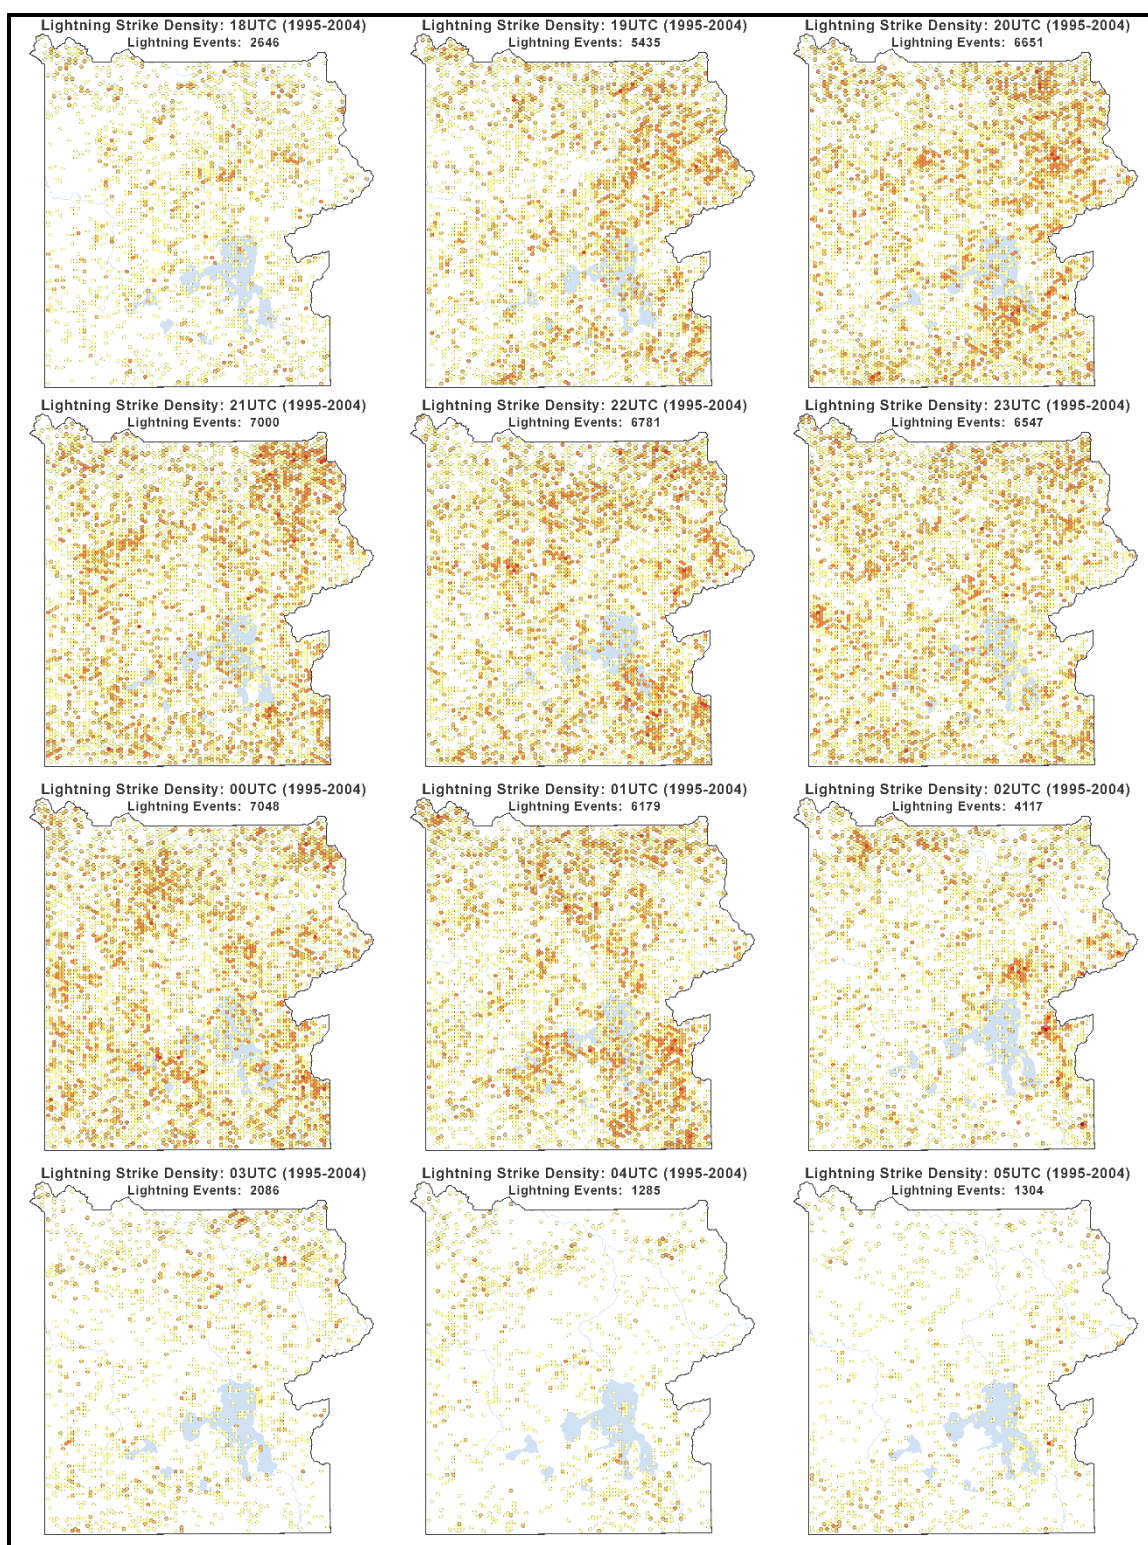 Lightning Strike Density: 18UTC (1995-2004)
Lightning Events: 2646
Lightning Strike Density: 19UTC (1995-2004)
Lightning Events: 5435
Lightning Strike Density: 20UTC (1995-2004)
Lightning Events: 6651
Lightning Strike Density: 21UTC (1995-2004)
Lightning Events: 7000
Lightning Strike Density: 22UTC (1995-2004)
Lightning Events: 6781
Lightning Strike Density: 23UTC (1995-2004)
Lightning Events: 6547
Lightning Strike Density: 00UTC (1995-2004)
Lightning Events: 7048
Lightning Strike Density: 01UTC (1995-2004)
Lightning Events: 6179
Lightning Strike Density: 02UTC (1995-2004)
Lightning Events: 4117
Lightning Strike Density: 03UTC (1995-2004)
Lightning Events: 2086
Lightning Strike Density: 04UTC (1995-2004)
Lightning Events: 1285
Lightning Strike Density: 05UTC (1995-2004)
Lightning Events: 1304